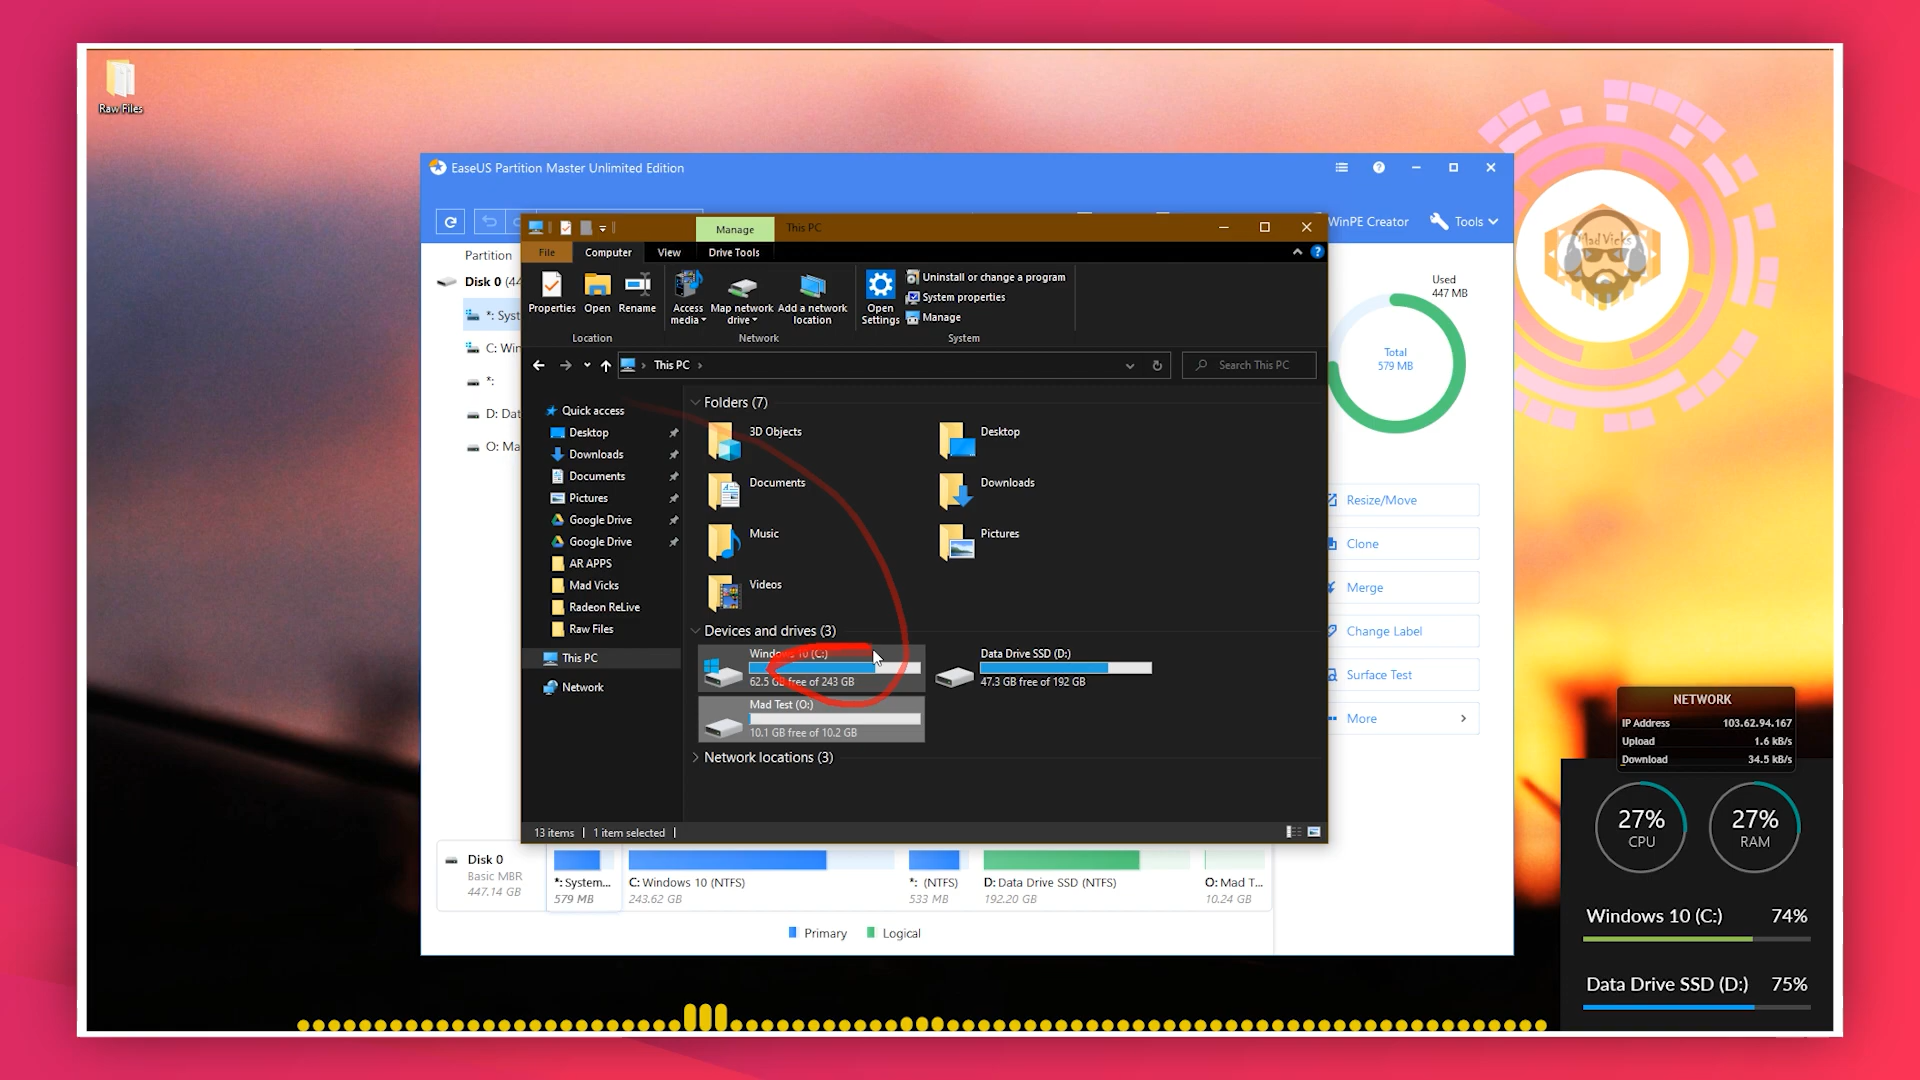 Raw Files
EaseUS Partition Master Unlimited Edition
WinPE Creator
Tools
Manage
This PC
File
Computer
View
Drive Tools
Properties
Open
Rename
Access media
Map network drive
Add a network location
Open Settings
Uninstall or change a program
System properties
Manage
Location
Network
System
This PC
Search This PC
Partition
Disk 0 (44
*: Syst
C: Win
*:
D: Dat
O: Ma
Quick access
Desktop
Downloads
Documents
Pictures
Google Drive
Google Drive
AR APPS
Mad Vicks
Radeon ReLive
Raw Files
This PC
Network
Folders (7)
3D Objects
Desktop
Documents
Downloads
Music
Pictures
Videos
Devices and drives (3)
Windows 10 (C:)
62.5 GB free of 243 GB
Data Drive SSD (D:)
47.3 GB free of 192 GB
Mad Test (O:)
10.1 GB free of 10.2 GB
Network locations (3)
13 items
1 item selected
Used
447 MB
Total
579 MB
Resize/Move
Clone
Merge
Change Label
Surface Test
More
Disk 0
Basic MBR
447.14 GB
*: System...
579 MB
C: Windows 10 (NTFS)
243.62 GB
*: (NTFS)
533 MB
D: Data Drive SSD (NTFS)
192.20 GB
O: Mad T...
10.24 GB
Primary
Logical
Mad Vicks
NETWORK
IP Address 103.62.94.167
Upload 1.6 kB/s
Download 34.5 kB/s
27%
CPU
27%
RAM
Windows 10 (C:) 74%
Data Drive SSD (D:) 75%